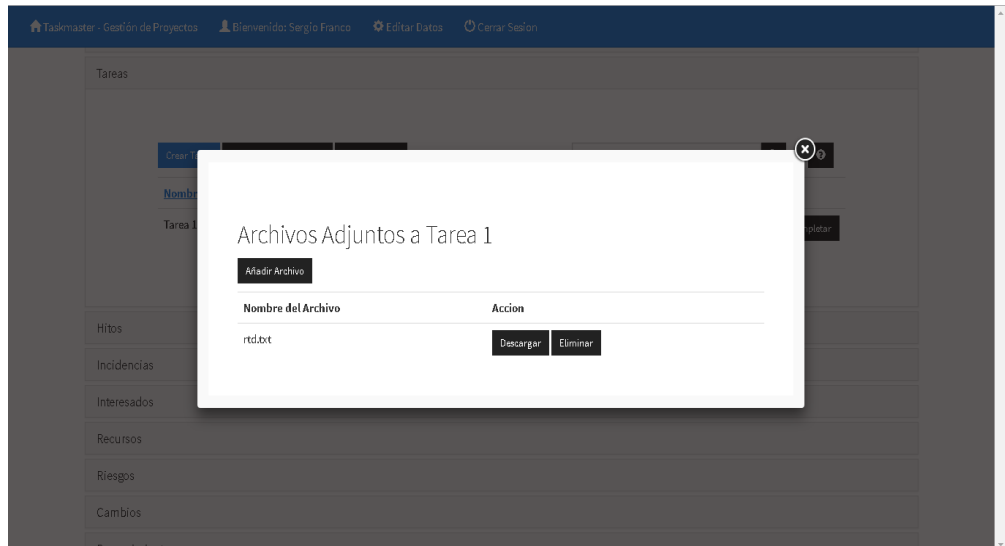 Taskmaster - Gestión de Proyectos Bienvenido: Sergio Franco Editar Datos Cerrar Sesion
Tareas
Crear
Nombr
Tarea 1
mpletar
Archivos Adjuntos a Tarea 1
Añadir Archivo
Nombre del Archivo Accion
rtd.txt Descargar Eliminar
Hitos
Incidencias
Interesados
Recursos
Riesgos
Cambios